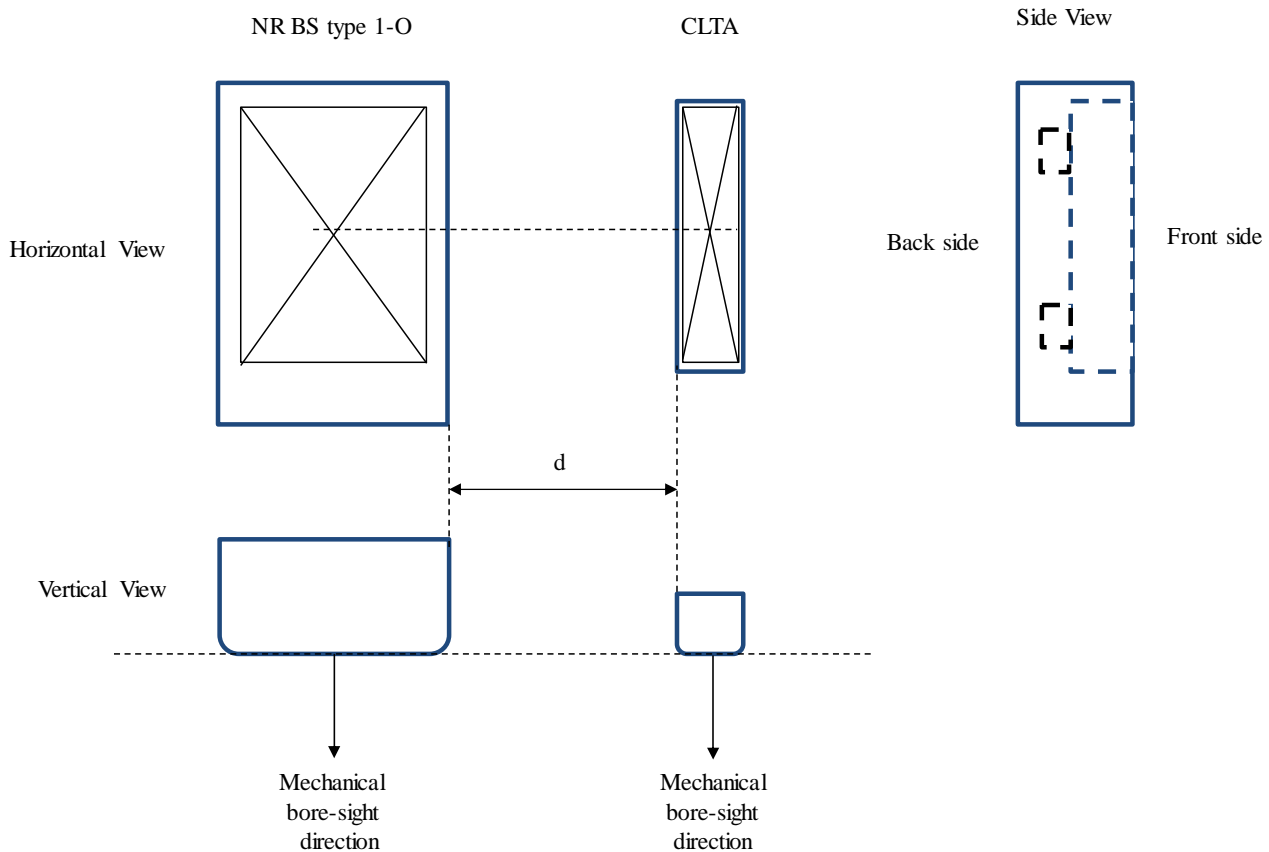 NR BS type 1-O
CLTA
Side View
Horizontal View
Back side
Front side
d
Vertical View
Mechanical
bore-sight
direction
Mechanical
bore-sight
direction